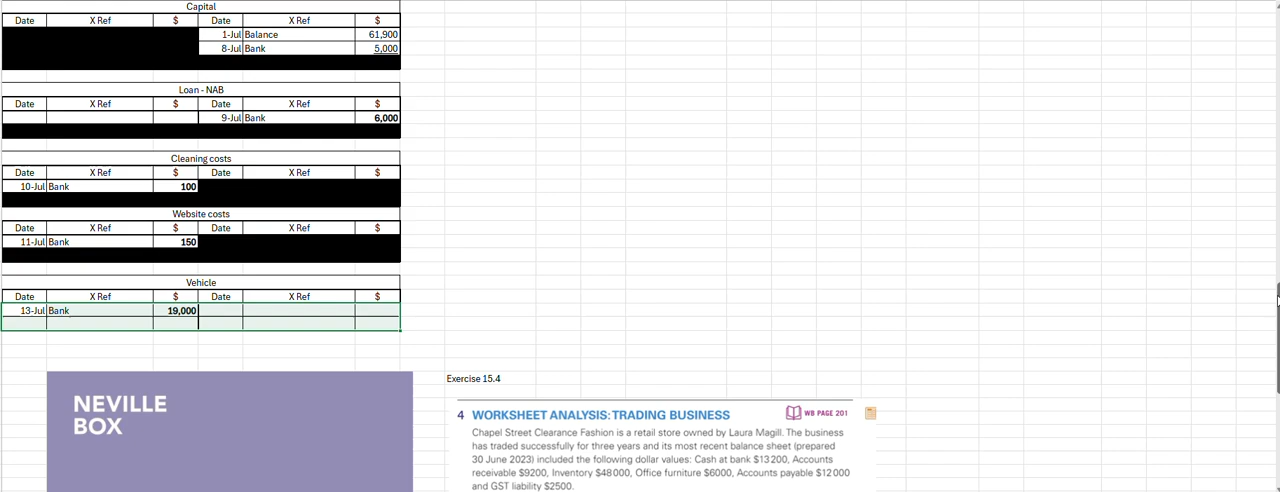 Capital
Date X Ref $ Date X Ref $
1-Jul Balance 61,900
8-Jul Bank 5,000
Loan - NAB
Date X Ref $ Date X Ref $
9-Jul Bank 6,000
Cleaning costs
Date X Ref $ Date X Ref $
10-Jul Bank 100
Website costs
Date X Ref $ Date X Ref $
11-Jul Bank 150
Vehicle
Date X Ref $ Date X Ref $
13-Jul Bank 19,000
NEVILLE
BOX
Exercise 15.4
4 WORKSHEET ANALYSIS: TRADING BUSINESS WB PAGE 201
Chapel Street Clearance Fashion is a retail store owned by Laura Magill. The business
has traded successfully for three years and its most recent balance sheet (prepared
30 June 2023) included the following dollar values: Cash at bank $13 200, Accounts
receivable $9200, Inventory $48 000, Office furniture $6000, Accounts payable $12 000
and GST liability $2500.